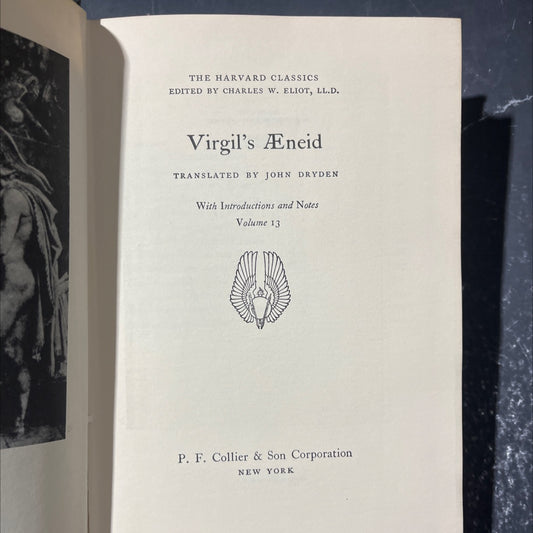 THE HARVARD CLASSICS
EDITED BY CHARLES W. ELIOT, LL.D.
Virgil's Æneid
TRANSLATED BY JOHN DRYDEN
With Introductions and Notes
Volume 13
P. F. Collier & Son Corporation
NEW YORK